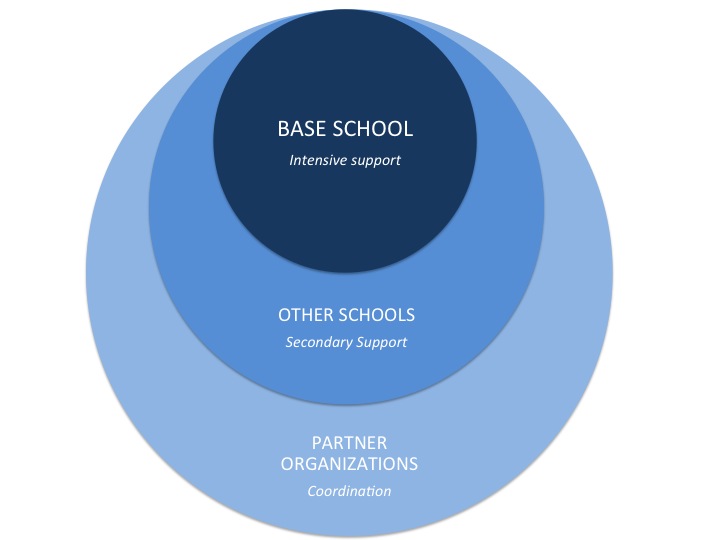 BASE SCHOOL
Intensive support
OTHER SCHOOLS
Secondary Support
PARTNER
ORGANIZATIONS
Coordination